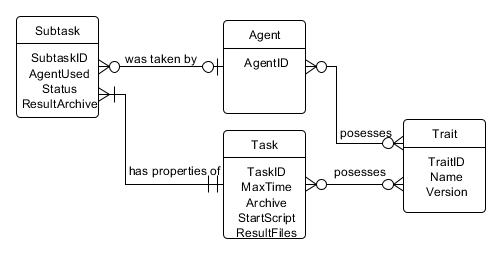 Subtask
SubtaskID
AgentUsed
Status
ResultArchive
was taken by
Agent
AgentID
has properties of
Task
TaskID
MaxTime
Archive
StartScript
ResultFiles
posesses
posesses
Trait
TraitID
Name
Version